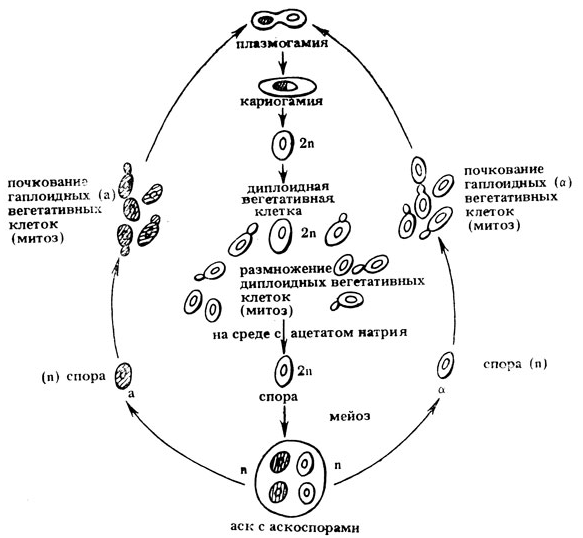 плазмогамия
кариогамия
2n
почкование
гаплоидных (a)
вегетативных
клеток
(митоз)
диплоидная
вегетативная
клетка
2n
почкование
гаплоидных (α)
вегетативных
клеток
(митоз)
размножение
диплоидных вегетативных
клеток
(митоз)
на среде с ацетатом натрия
(n) спора
a
2n
спора
α
спора (n)
мейоз
n
n
аск с аскоспорами